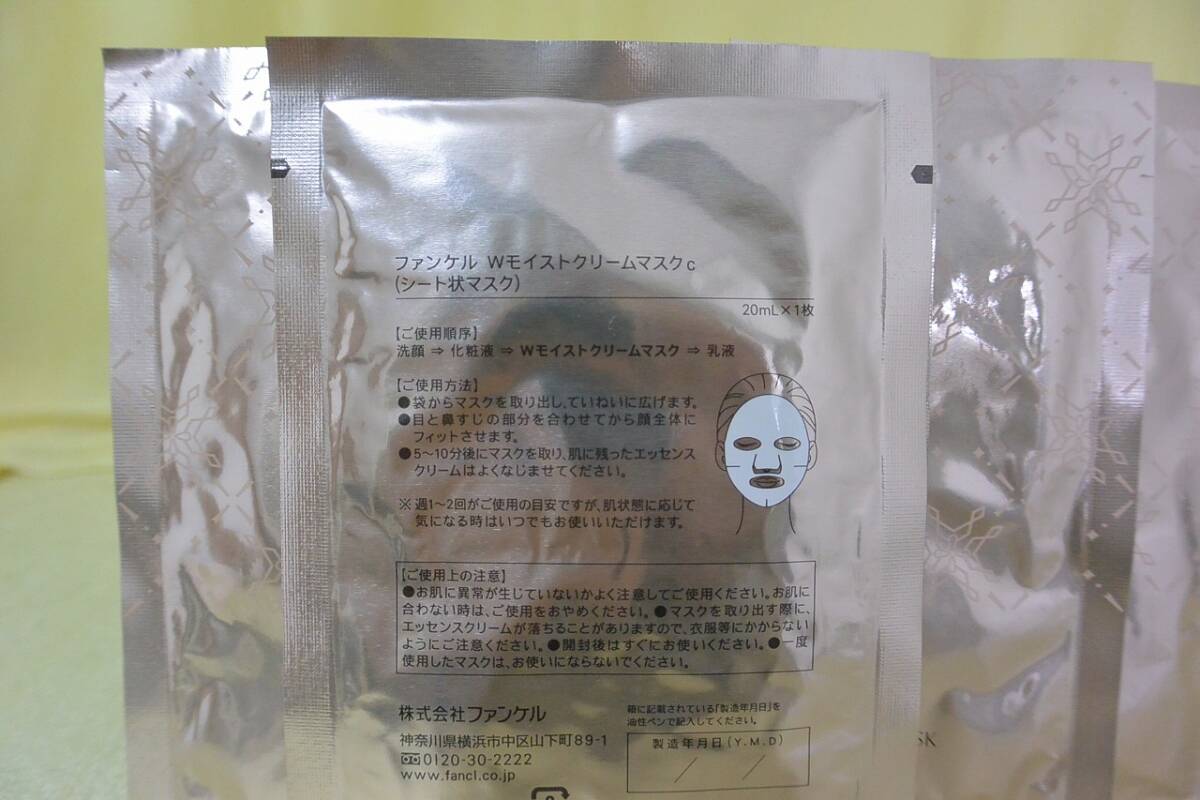 ファンケル Wモイストクリームマスクc
(シート状マスク)
20mL×1枚
【ご使用順序】
洗顔 ⇒ 化粧液 ⇒ Wモイストクリームマスク ⇒ 乳液
【ご使用方法】
●袋からマスクを取り出し、ていねいに広げます。
●目と鼻すじの部分を合わせてから顔全体に
フィットさせます。
●5～10分後にマスクを取り、肌に残ったエッセンス
クリームはよくなじませてください。
※ 週1～2回がご使用の目安ですが、肌状態に応じて
気になる時はいつでもお使いいただけます。
【ご使用上の注意】
●お肌に異常が生じていないかよく注意してご使用ください。お肌に
合わない時は、ご使用をおやめください。●マスクを取り出す際に、
エッセンスクリームが落ちることがありますので、衣服等にかからない
ようにご注意ください。●開封後はすぐにお使いください。●一度
使用したマスクは、お使いにならないでください。
株式会社ファンケル
神奈川県横浜市中区山下町89-1
0120-30-2222
www.fancl.co.jp
箱に記載されている「製造年月日」を
油性ペンで記入してください。
製造年月日(Y.M.D)
／ ／
SK